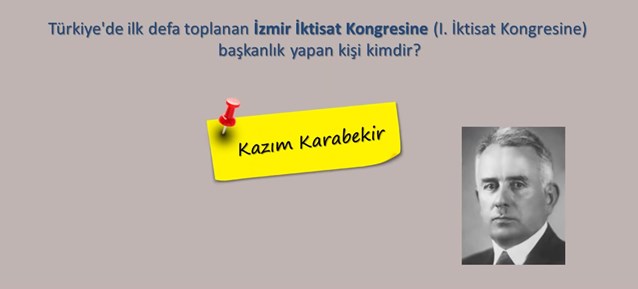 Türkiye'de ilk defa toplanan İzmir İktisat Kongresine (I. İktisat Kongresine)
başkanlık yapan kişi kimdir?
Kazım Karabekir